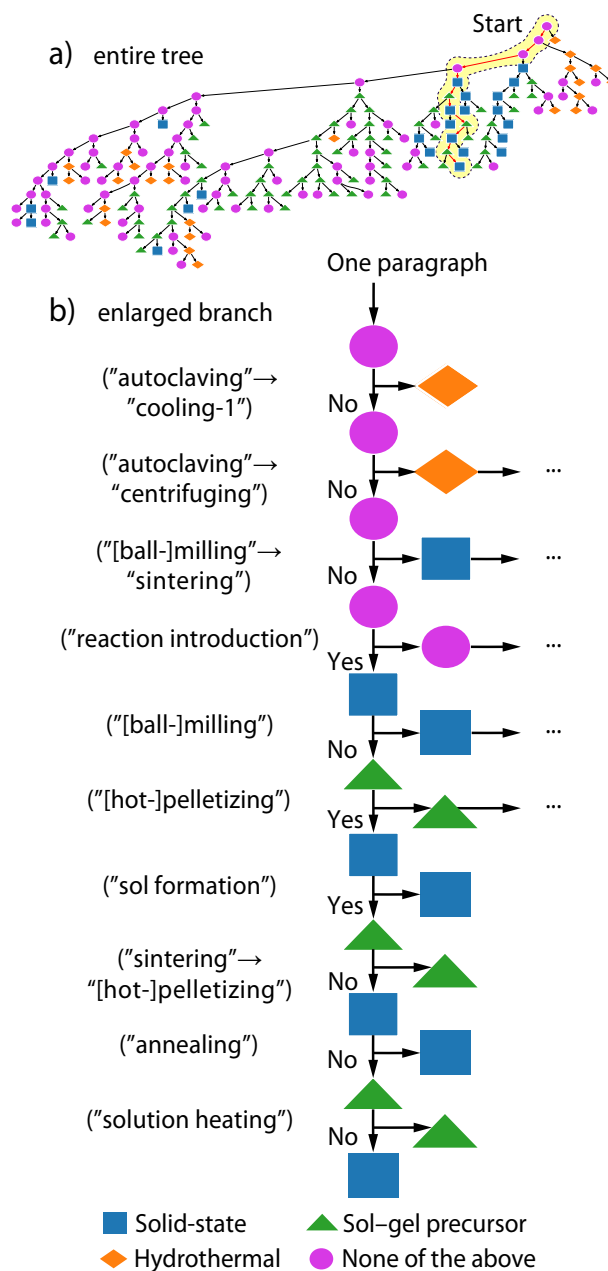 Start
a) entire tree
One paragraph
b) enlarged branch
("autoclaving"→
"cooling-1")
No
("autoclaving"→
“centrifuging”)
No
...
("[ball-]milling"→
“sintering”)
No
...
("reaction introduction")
Yes
...
("[ball-]milling")
No
...
("[hot-]pelletizing")
Yes
...
("sol formation")
Yes
("sintering"→
“[hot-]pelletizing")
No
("annealing")
No
("solution heating")
No
Solid-state
Sol–gel precursor
Hydrothermal
None of the above